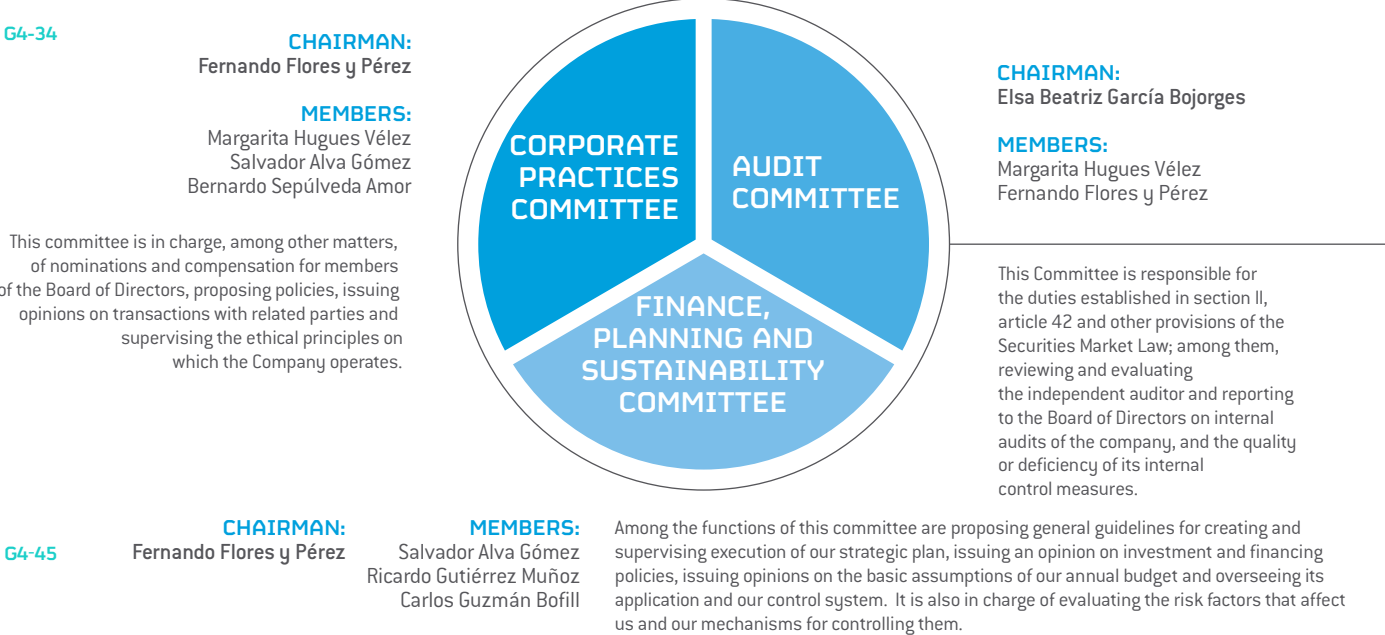 G4-34
CHAIRMAN:
Fernando Flores y Pérez
MEMBERS:
Margarita Hugues Vélez
Salvador Alva Gómez
Bernardo Sepúlveda Amor
This committee is in charge, among other matters,
of nominations and compensation for members
of the Board of Directors, proposing policies, issuing
opinions on transactions with related parties and
supervising the ethical principles on
which the Company operates.
CORPORATE
PRACTICES
COMMITTEE
AUDIT
COMMITTEE
FINANCE,
PLANNING AND
SUSTAINABILITY
COMMITTEE
CHAIRMAN:
Elsa Beatriz García Bojorges
MEMBERS:
Margarita Hugues Vélez
Fernando Flores y Pérez
This Committee is responsible for
the duties established in section II,
article 42 and other provisions of the
Securities Market Law; among them,
reviewing and evaluating
the independent auditor and reporting
to the Board of Directors on internal
audits of the company, and the quality
or deficiency of its internal
control measures.
G4-45
CHAIRMAN:
Fernando Flores y Pérez
MEMBERS:
Salvador Alva Gómez
Ricardo Gutiérrez Muñoz
Carlos Guzmán Bofill
Among the functions of this committee are proposing general guidelines for creating and
supervising execution of our strategic plan, issuing an opinion on investment and financing
policies, issuing opinions on the basic assumptions of our annual budget and overseeing its
application and our control system. It is also in charge of evaluating the risk factors that affect
us and our mechanisms for controlling them.